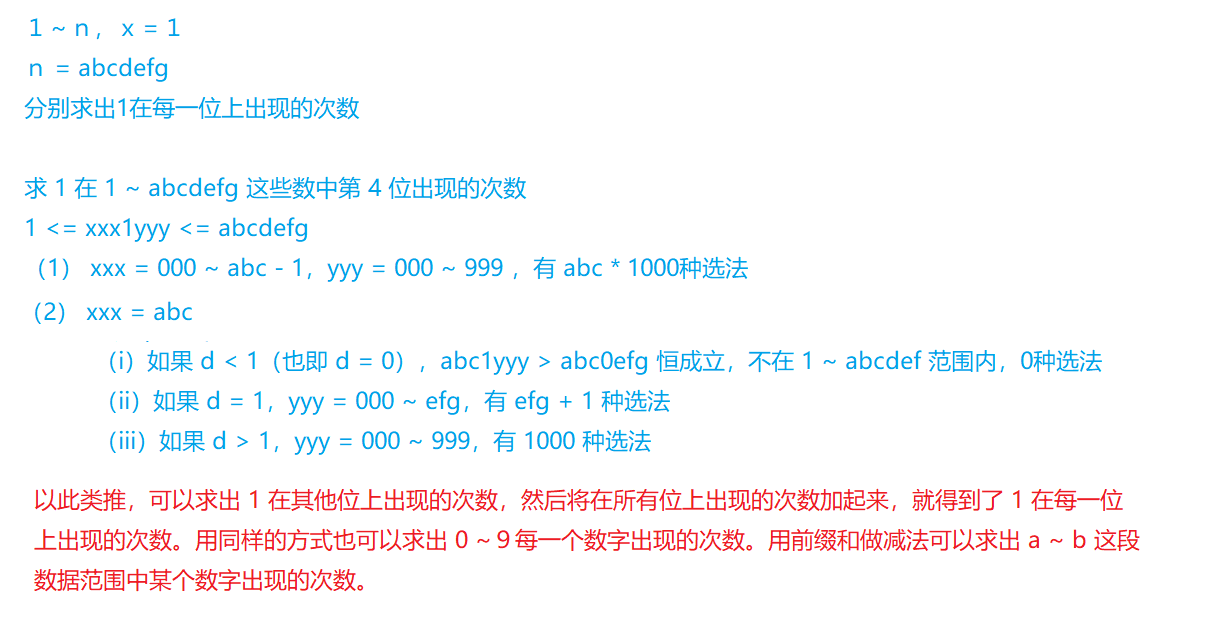 1 ~ n ， x = 1
n = abcdefg
分别求出1在每一位上出现的次数
求 1 在 1 ~ abcdefg 这些数中第 4 位出现的次数
1 <= xxx1yyy <= abcdefg
（1） xxx = 000 ~ abc - 1，yyy = 000 ~ 999 ，有 abc * 1000种选法
（2） xxx = abc
（i）如果 d < 1（也即 d = 0），abc1yyy > abc0efg 恒成立，不在 1 ~ abcdef 范围内，0种选法
（ii）如果 d = 1，yyy = 000 ~ efg，有 efg + 1 种选法
（iii）如果 d > 1，yyy = 000 ~ 999，有 1000 种选法
以此类推，可以求出 1 在其他位上出现的次数，然后将在所有位上出现的次数加起来，就得到了 1 在每一位
上出现的次数。用同样的方式也可以求出 0 ~ 9 每一个数字出现的次数。用前缀和做减法可以求出 a ~ b 这段
数据范围中某个数字出现的次数。